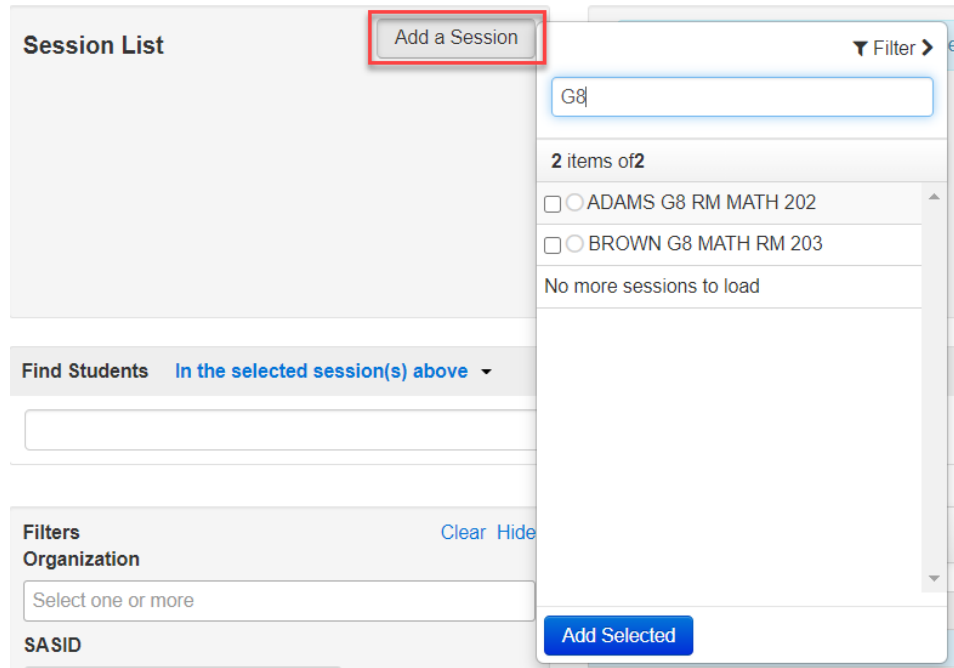 Session List
Add a Session
Filter
G8
2 items of2
ADAMS G8 RM MATH 202
BROWN G8 MATH RM 203
No more sessions to load
Find Students In the selected session(s) above
Filters
Clear Hide
Organization
Select one or more
SASID
Add Selected